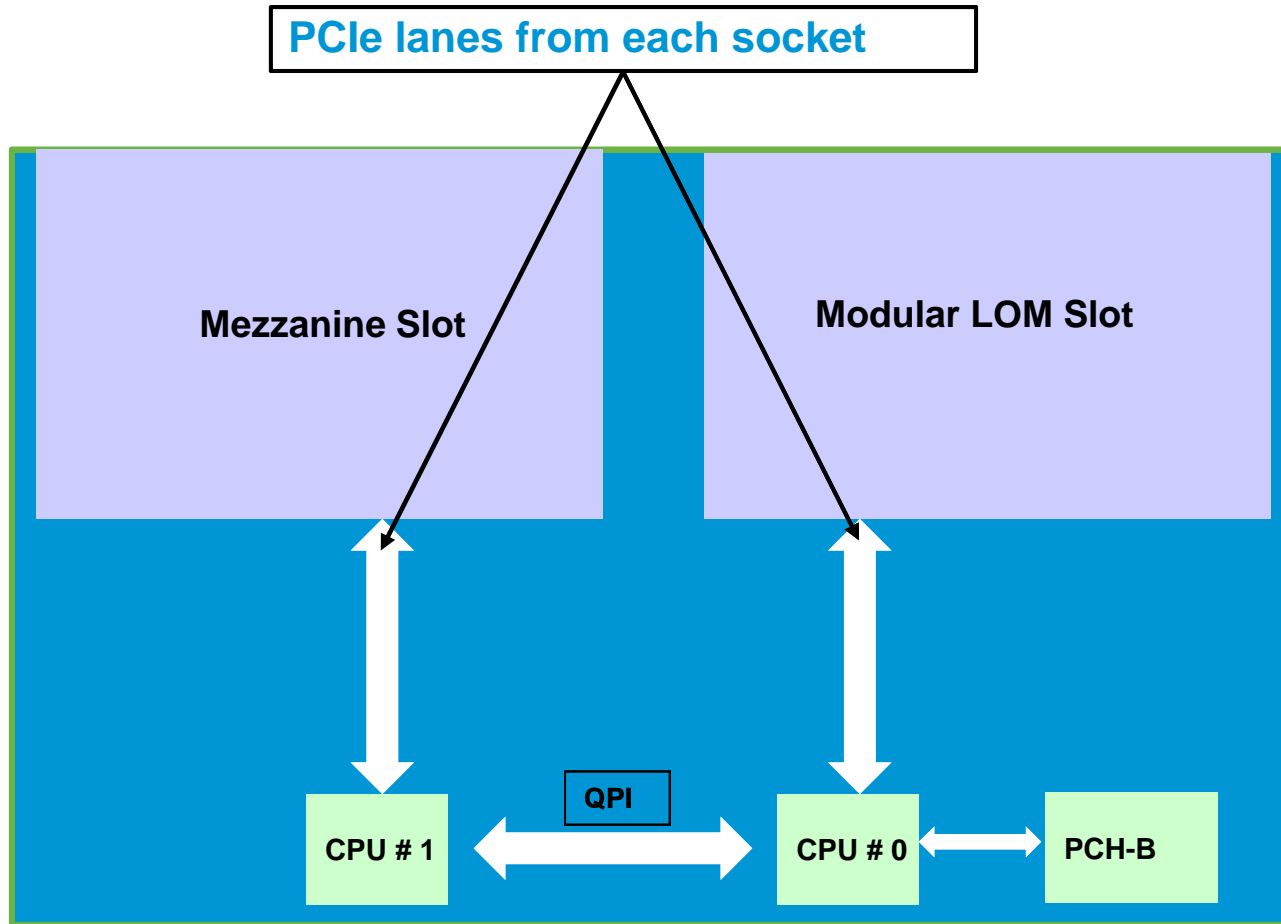 PCIe lanes from each socket
Mezzanine Slot
Modular LOM Slot
QPI
CPU # 1
CPU # 0
PCH-B